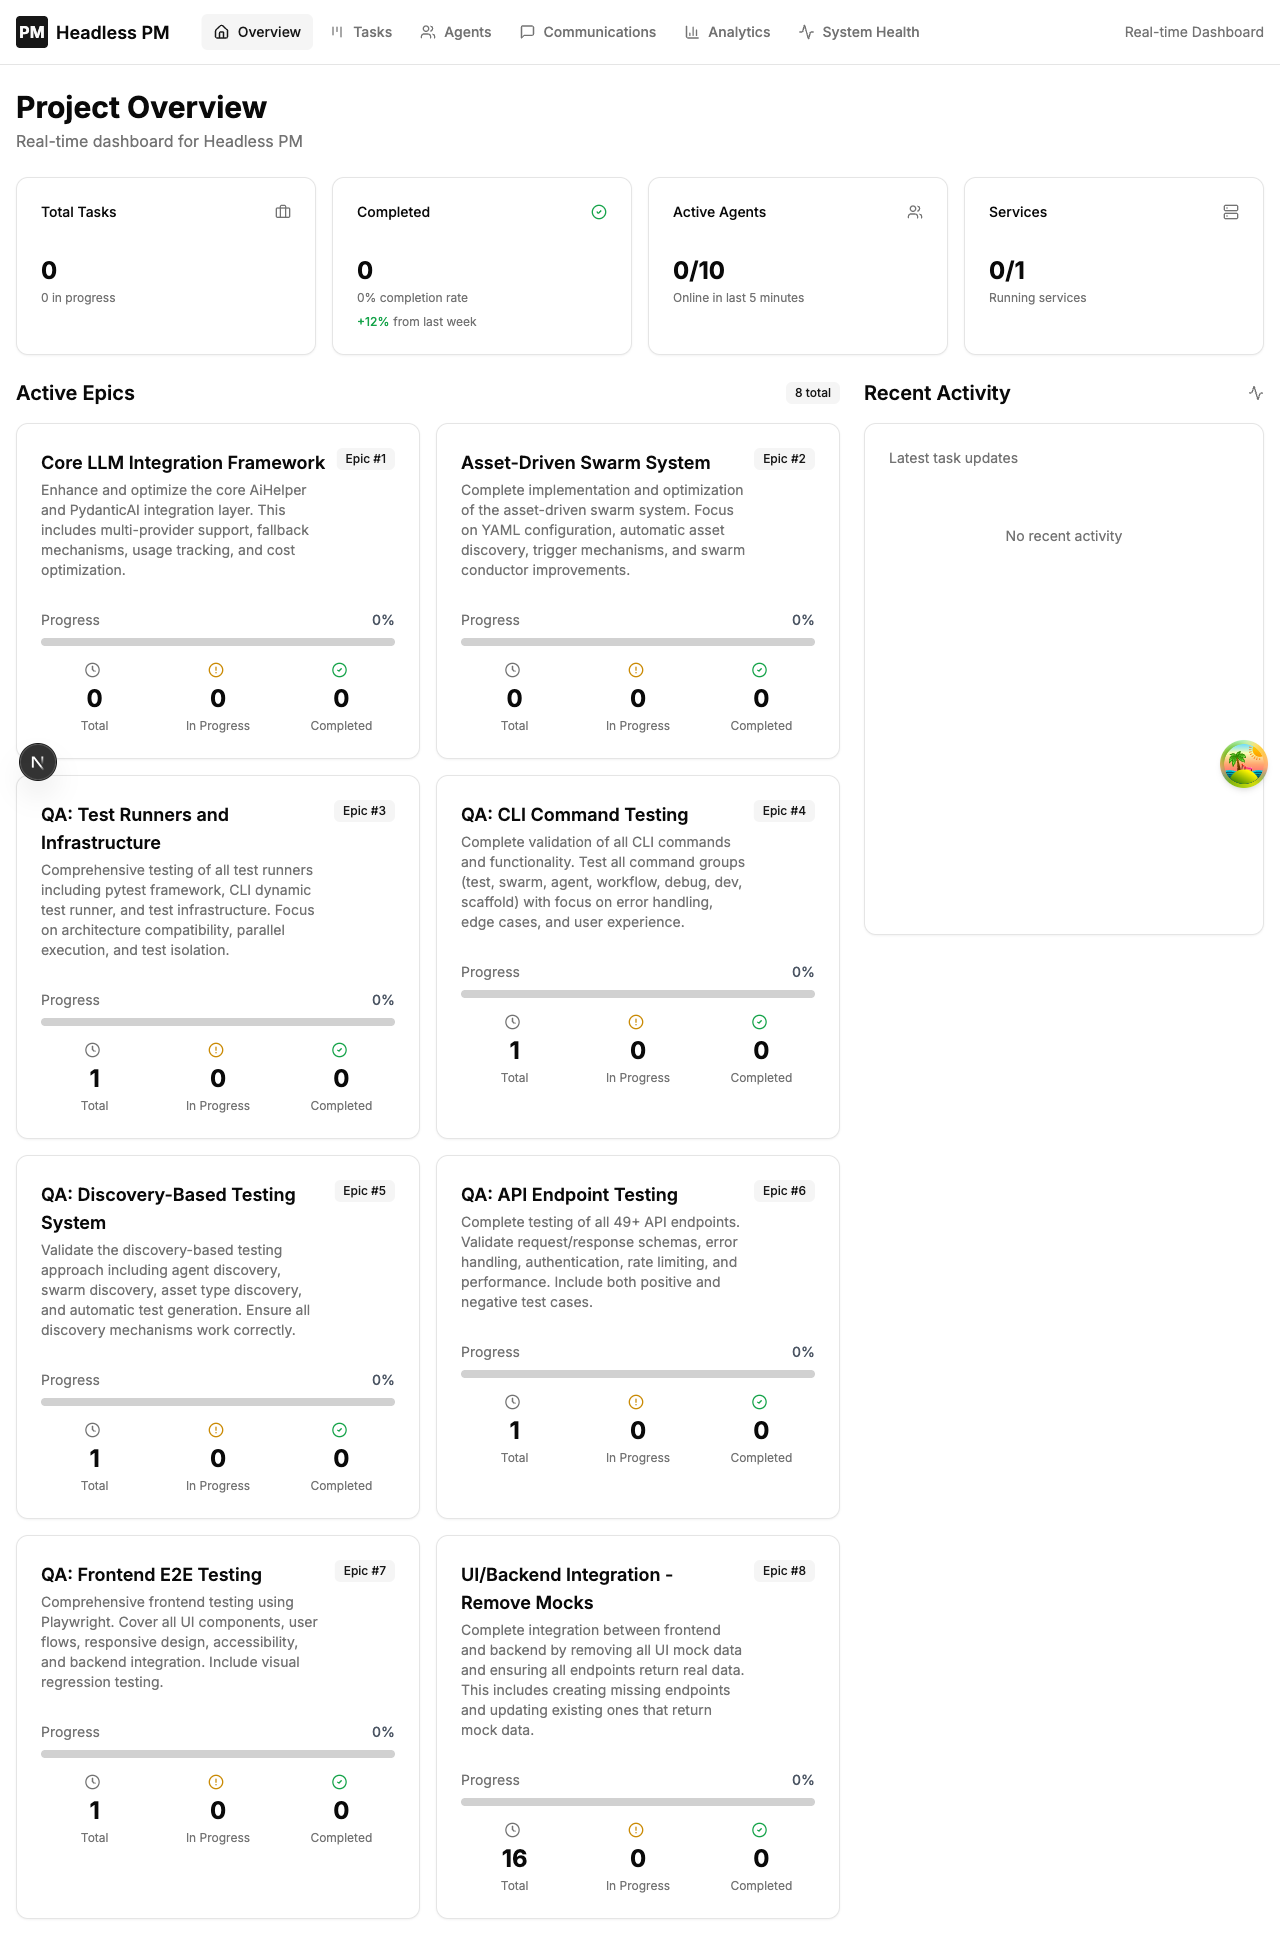 PM Headless PM
Overview
Tasks
Agents
Communications
Analytics
System Health
Real-time Dashboard
Project Overview
Real-time dashboard for Headless PM
Total Tasks
0
0 in progress
Completed
0
0% completion rate
+12% from last week
Active Agents
0/10
Online in last 5 minutes
Services
0/1
Running services
Active Epics
8 total
Core LLM Integration Framework
Epic #1
Enhance and optimize the core AiHelper
and PydanticAI integration layer. This
includes multi-provider support, fallback
mechanisms, usage tracking, and cost
optimization.
Progress 0%
0 0 0
Total In Progress Completed
Asset-Driven Swarm System
Epic #2
Complete implementation and optimization
of the asset-driven swarm system. Focus
on YAML configuration, automatic asset
discovery, trigger mechanisms, and swarm
conductor improvements.
Progress 0%
0 0 0
Total In Progress Completed
QA: Test Runners and
Infrastructure
Epic #3
Comprehensive testing of all test runners
including pytest framework, CLI dynamic
test runner, and test infrastructure. Focus
on architecture compatibility, parallel
execution, and test isolation.
Progress 0%
1 0 0
Total In Progress Completed
QA: CLI Command Testing
Epic #4
Complete validation of all CLI commands
and functionality. Test all command groups
(test, swarm, agent, workflow, debug, dev,
scaffold) with focus on error handling,
edge cases, and user experience.
Progress 0%
1 0 0
Total In Progress Completed
QA: Discovery-Based Testing
System
Epic #5
Validate the discovery-based testing
approach including agent discovery,
swarm discovery, asset type discovery,
and automatic test generation. Ensure all
discovery mechanisms work correctly.
Progress 0%
1 0 0
Total In Progress Completed
QA: API Endpoint Testing
Epic #6
Complete testing of all 49+ API endpoints.
Validate request/response schemas, error
handling, authentication, rate limiting, and
performance. Include both positive and
negative test cases.
Progress 0%
1 0 0
Total In Progress Completed
QA: Frontend E2E Testing
Epic #7
Comprehensive frontend testing using
Playwright. Cover all UI components, user
flows, responsive design, accessibility,
and backend integration. Include visual
regression testing.
Progress 0%
1 0 0
Total In Progress Completed
UI/Backend Integration -
Remove Mocks
Epic #8
Complete integration between frontend
and backend by removing all UI mock data
and ensuring all endpoints return real data.
This includes creating missing endpoints
and updating existing ones that return
mock data.
Progress 0%
16 0 0
Total In Progress Completed
Recent Activity
Latest task updates
No recent activity
N